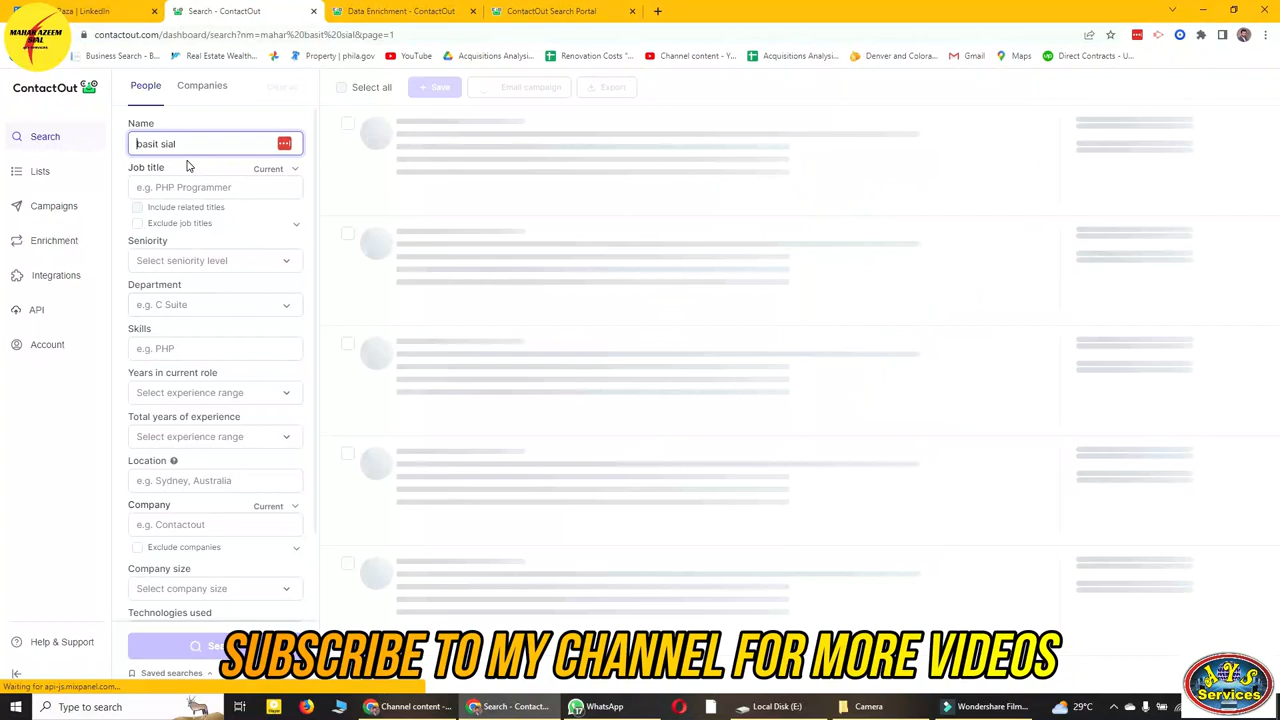 Raza | LinkedIn
Search - ContactOut
Data Enrichment - ContactOut
ContactOut Search Portal
contactout.com/dashboard/search?nm=mahar%20basit%20sial&page=1
Business Search - B...
Real Estate Wealth...
Property | phila.gov
YouTube
Acquisitions Analysi...
Renovation Costs "...
Channel content - Y...
Acquisitions Analysi...
Denver and Colora...
Gmail
Maps
Direct Contracts - U...
MAHAR AZEEM
SIAL
ContactOut
People
Companies
Clear all
Select all
+ Save
Email campaign
Export
Search
Lists
Campaigns
Enrichment
Integrations
API
Account
Help & Support
Name
basit sial
Job title
Current
e.g. PHP Programmer
Include related titles
Exclude job titles
Seniority
Select seniority level
Department
e.g. C Suite
Skills
e.g. PHP
Years in current role
Select experience range
Total years of experience
Select experience range
Location
e.g. Sydney, Australia
Company
Current
e.g. Contactout
Exclude companies
Company size
Select company size
Technologies used
Saved searches
SUBSCRIBE TO MY CHANNEL FOR MORE VIDEOS
Waiting for api-js.mixpanel.com...
Type here to search
Channel content -...
Search - Contact...
WhatsApp
Local Disk (D:)
Camera
Wondershare Film...
29°C
AYS
Services